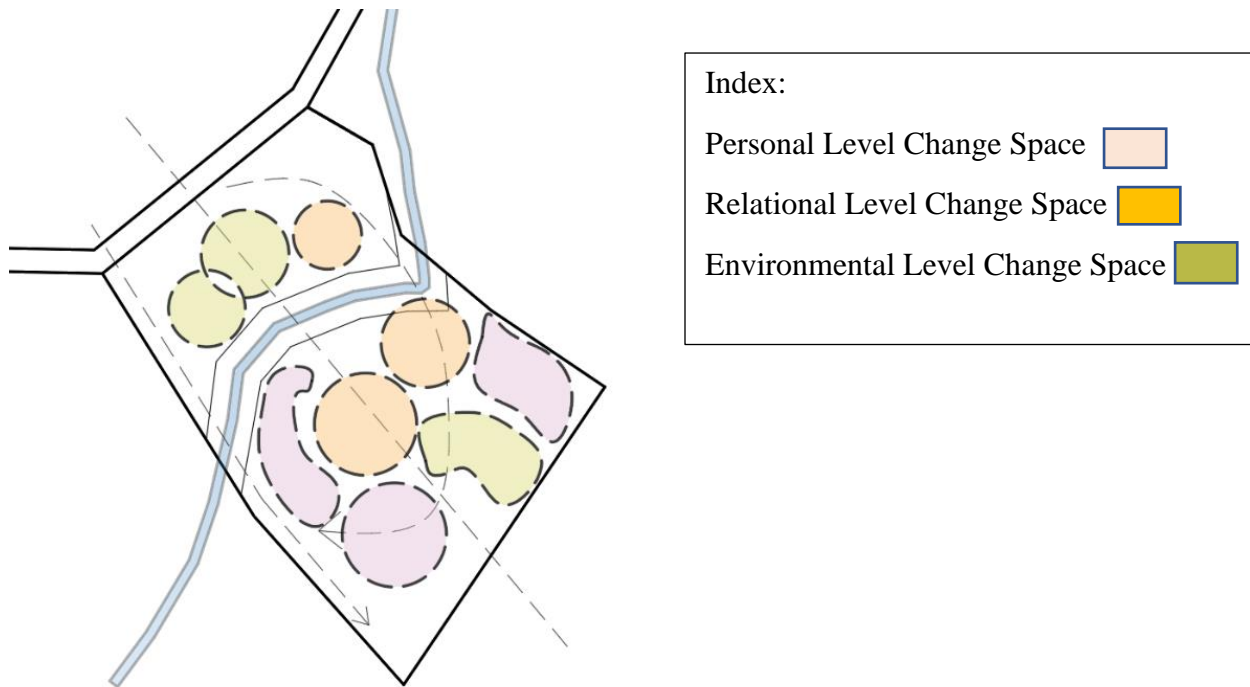 Index:
Personal Level Change Space
Relational Level Change Space
Environmental Level Change Space